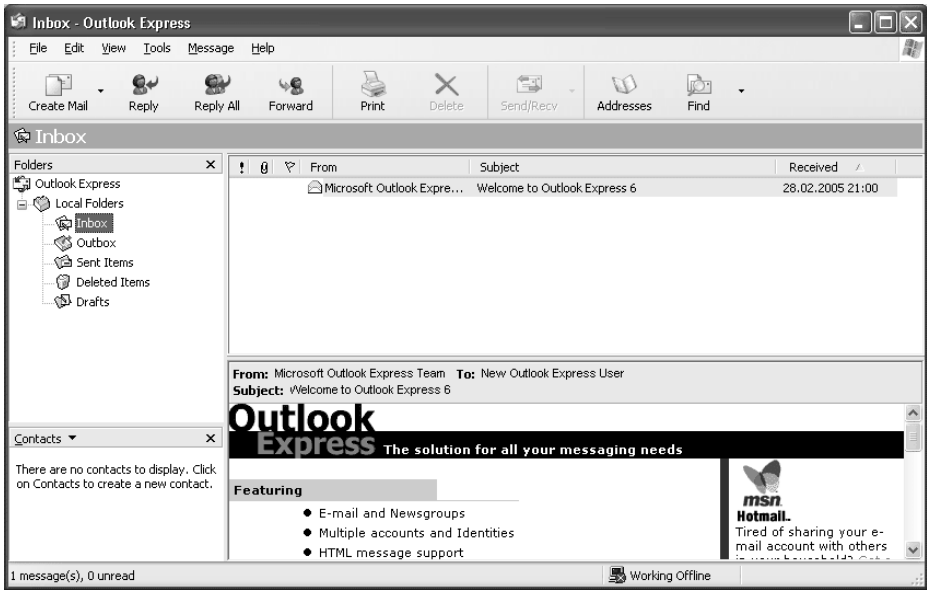 Inbox - Outlook Express
File Edit View Tools Message Help
Create Mail Reply Reply All Forward Print Delete Send/Recv Addresses Find
Inbox
Folders
Outlook Express
Local Folders
Inbox
Outbox
Sent Items
Deleted Items
Drafts
Contacts
There are no contacts to display. Click
on Contacts to create a new contact.
! From Subject Received
Microsoft Outlook Expre... Welcome to Outlook Express 6 28.02.2005 21:00
From: Microsoft Outlook Express Team To: New Outlook Express User
Subject: Welcome to Outlook Express 6
Outlook
Express The solution for all your messaging needs
Featuring
● E-mail and Newsgroups
● Multiple accounts and Identities
● HTML message support
msn
Hotmail.
Tired of sharing your e-
mail account with others
1 message(s), 0 unread Working Offline